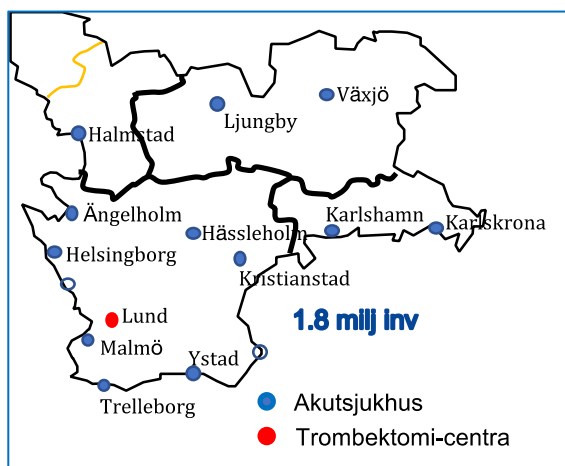 Växjö
Ljungby
Halmstad
Ängelholm
Hässleholm
Karlshamn
Karlskrona
Helsingborg
Kristianstad
Lund
1.8 milj inv
Malmö
Ystad
Trelleborg
Akutsjukhus
Trombektomi-centra